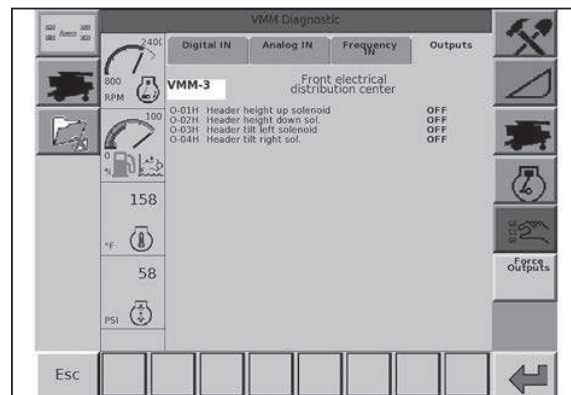 VMM Diagnostic
2400
800
RPM
Digital IN
Analog IN
Frequency IN
Outputs
VMM-3
Front electrical distribution center
O-01H Header height up solenoid OFF
O-02H Header height down sol. OFF
O-03H Header tilt left solenoid OFF
O-04H Header tilt right sol. OFF
100
0
%
158
°F
58
PSI
Force Outputs
Esc